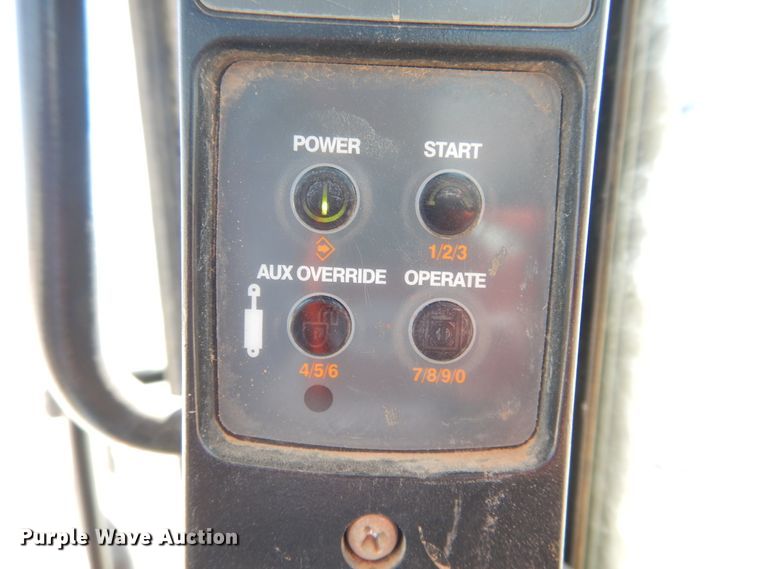 POWER
START
1/2/3
AUX OVERRIDE
OPERATE
4/5/6
7/8/9/0
Purple Wave Auction